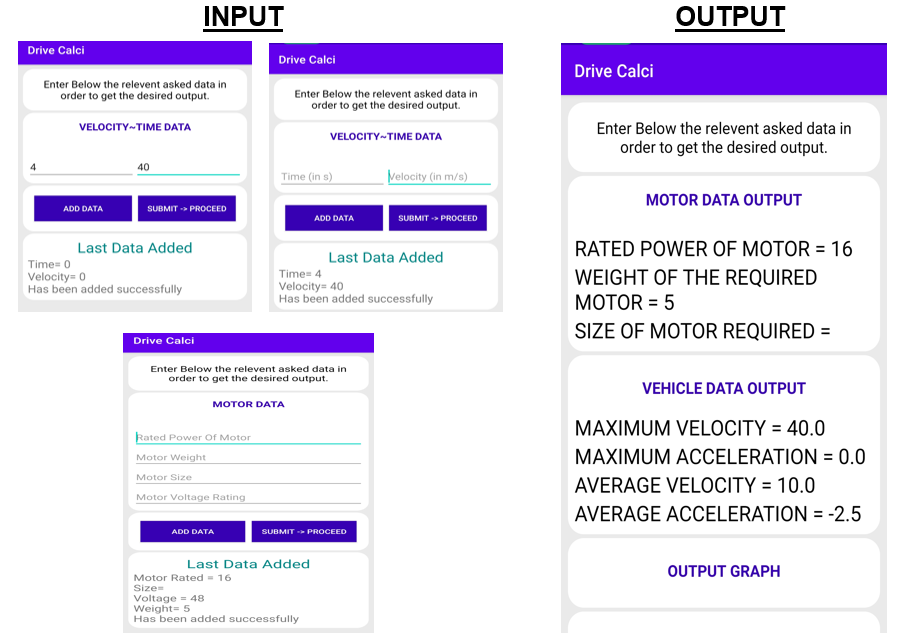 INPUT
OUTPUT
Drive Calci
Enter Below the relevent asked data in
order to get the desired output.
VELOCITY~TIME DATA
4 40
ADD DATA SUBMIT -> PROCEED
Last Data Added
Time= 0
Velocity= 0
Has been added successfully
Drive Calci
Enter Below the relevent asked data in
order to get the desired output.
VELOCITY~TIME DATA
Time (in s) Velocity (in m/s)
ADD DATA SUBMIT -> PROCEED
Last Data Added
Time= 4
Velocity= 40
Has been added successfully
Drive Calci
Enter Below the relevent asked data in
order to get the desired output.
MOTOR DATA
Rated Power Of Motor
Motor Weight
Motor Size
Motor Voltage Rating
ADD DATA SUBMIT -> PROCEED
Last Data Added
Motor Rated = 16
Size=
Voltage = 48
Weight= 5
Has been added successfully
Drive Calci
Enter Below the relevent asked data in
order to get the desired output.
MOTOR DATA OUTPUT
RATED POWER OF MOTOR = 16
WEIGHT OF THE REQUIRED
MOTOR = 5
SIZE OF MOTOR REQUIRED =
VEHICLE DATA OUTPUT
MAXIMUM VELOCITY = 40.0
MAXIMUM ACCELERATION = 0.0
AVERAGE VELOCITY = 10.0
AVERAGE ACCELERATION = -2.5
OUTPUT GRAPH